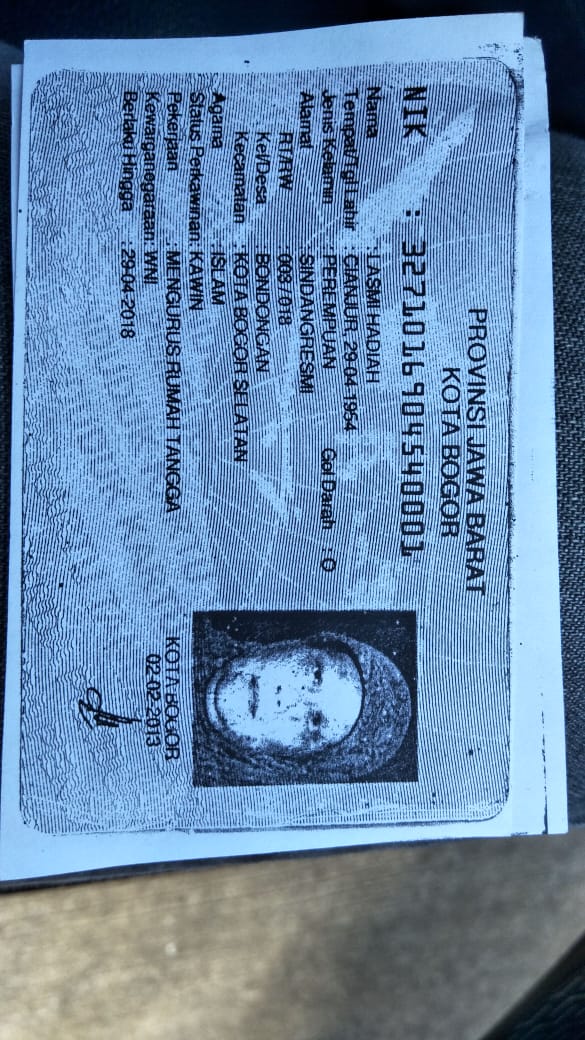 PROVINSI JAWA BARAT
KOTA BOGOR
NIK : 3271016904540001
Nama : LASMI HADIAH
Tempat/Tgl Lahir : CIANJUR, 29-04-1954
Jenis Kelamin : PEREMPUAN Gol Darah : O
Alamat : SINDANGRESMI
RT/RW : 003 / 018
Kel/Desa : BONDONGAN
Kecamatan : KOTA BOGOR SELATAN
Agama : ISLAM
Status Perkawinan: KAWIN
Pekerjaan : MENGURUS RUMAH TANGGA
Kewarganegaraan: WNI
Berlaku Hingga : 29-04-2018
KOTA BOGOR
02-02-2013